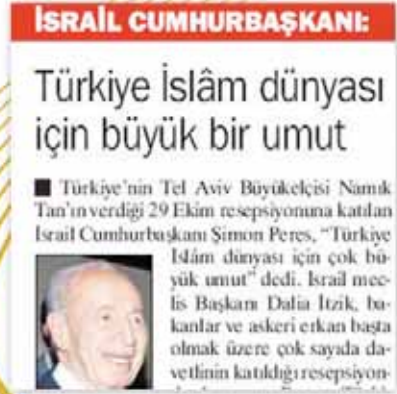 İSRAİL CUMHURBAŞKANI:
Türkiye İslâm dünyası
için büyük bir umut
■ Türkiye'nin Tel Aviv Büyükelçisi Namık
Tan'ın verdiği 29 Ekim resepsiyonuna katılan
İsrail Cumhurbaşkanı Şimon Peres, "Türkiye
İslâm dünyası için çok bü-
yük umut" dedi. İsrail mec-
lis Başkanı Dalia İtzik, ba-
kanlar ve askeri erkan başta
olmak üzere çok sayıda da-
vetlinin katıldığı resepsiyon-